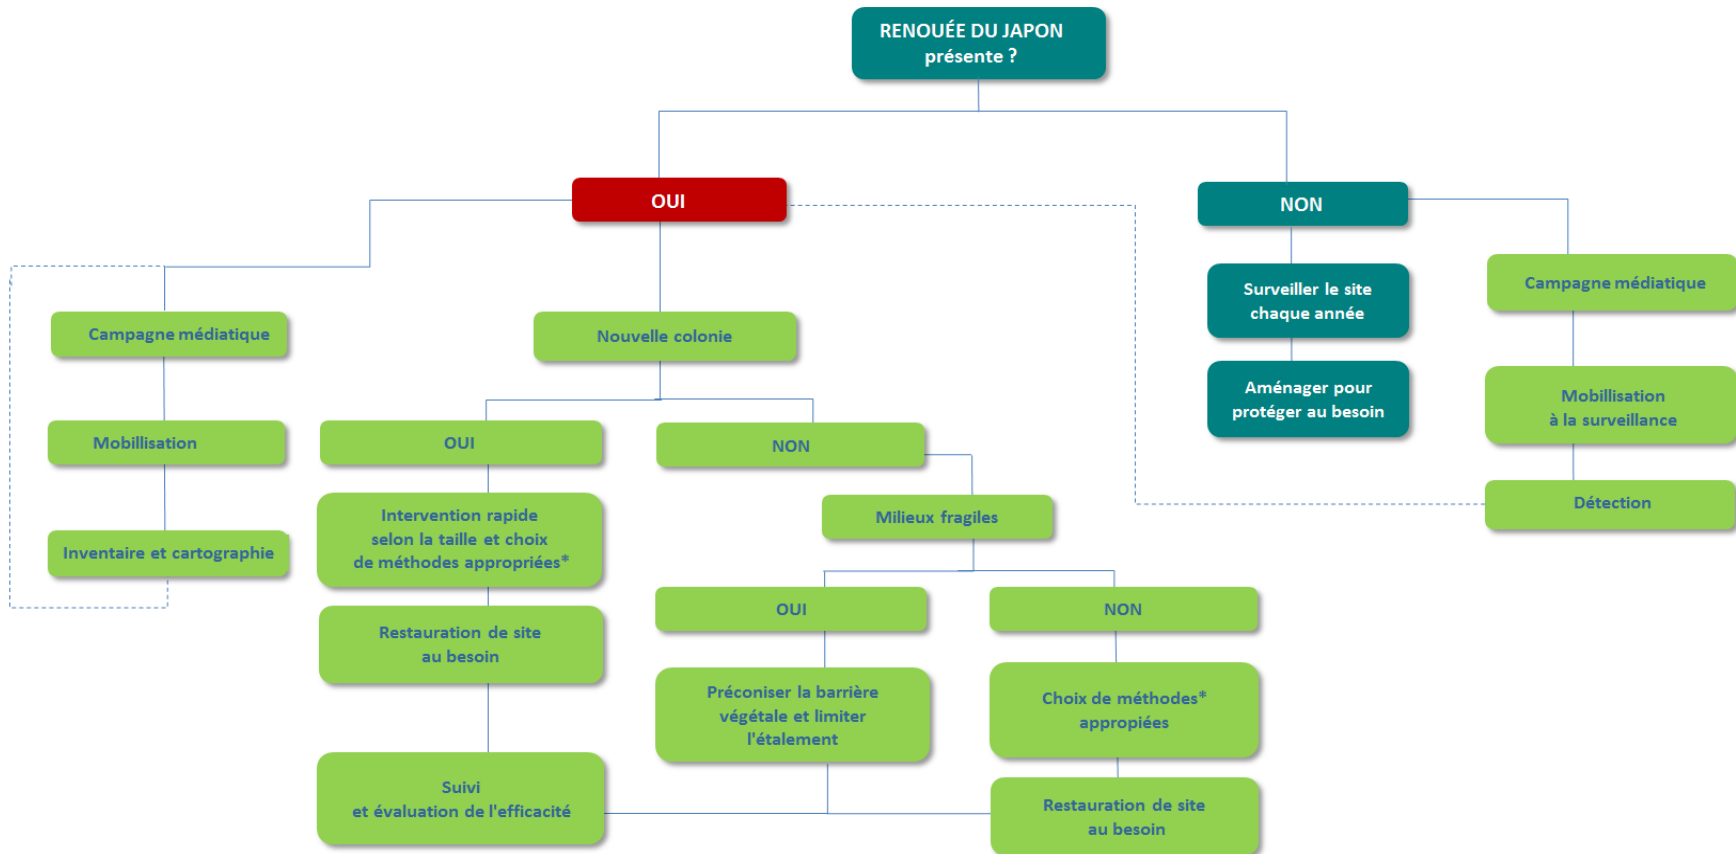 RENOUÉE DU JAPON
présente ?
OUI
NON
Surveiller le site
chaque année
Aménager pour
protéger au besoin
Campagne médiatique
Mobillisation
à la surveillance
Détection
Campagne médiatique
Mobillisation
Inventaire et cartographie
Nouvelle colonie
OUI
NON
Intervention rapide
selon la taille et choix
de méthodes appropriées*
Restauration de site
au besoin
Suivi
et évaluation de l'efficacité
Milieux fragiles
OUI
NON
Préconiser la barrière
végétale et limiter
l'étalement
Choix de méthodes*
appropiées
Restauration de site
au besoin